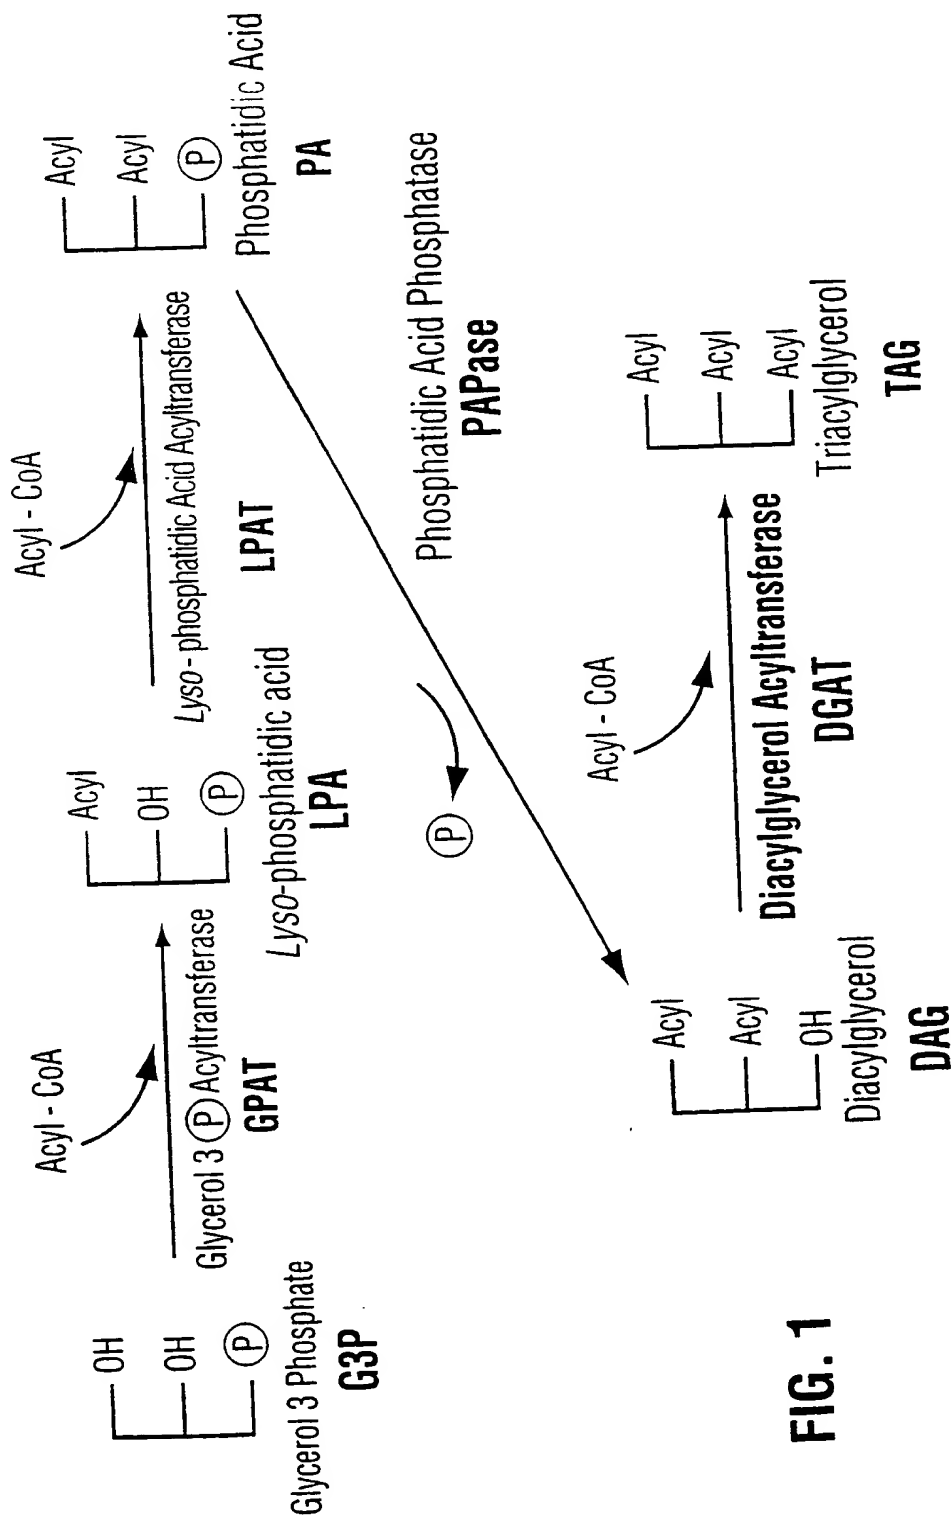 OH
OH
P
Glycerol 3 Phosphate
G3P
Acyl - CoA
Glycerol 3 P Acyltransferase
GPAT
Acyl
OH
P
Lyso-phosphatidic acid
LPA
Acyl - CoA
Lyso-phosphatidic Acid Acyltransferase
LPAT
Acyl
Acyl
P
Phosphatidic Acid
PA
P
Phosphatidic Acid Phosphatase
PAPase
Acyl
Acyl
OH
Diacylglycerol
DAG
Acyl - CoA
Diacylglycerol Acyltransferase
DGAT
Acyl
Acyl
Acyl
Triacylglycerol
TAG
FIG. 1